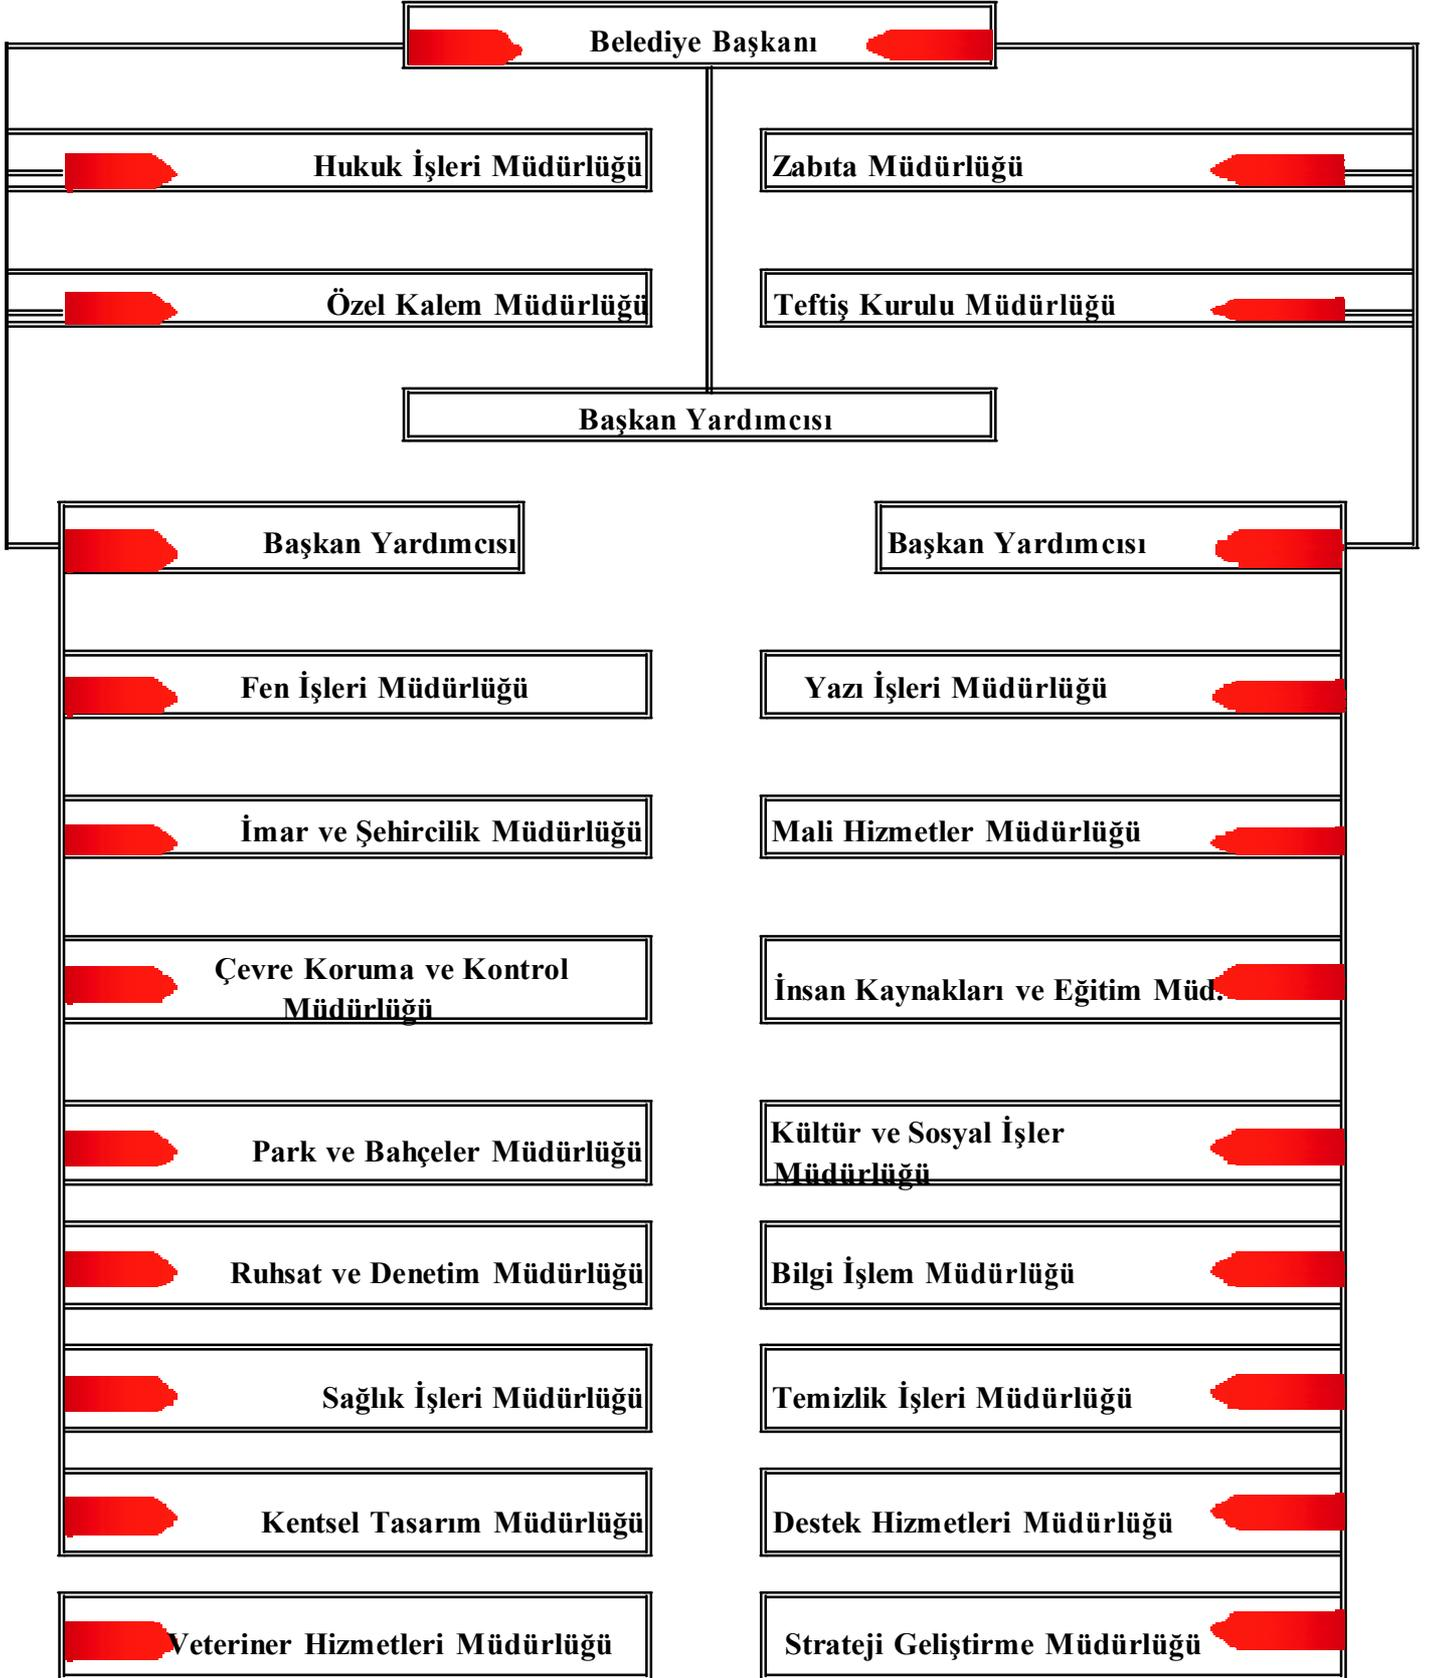 Belediye Başkanı
Hukuk İşleri Müdürlüğü
Zabıta Müdürlüğü
Özel Kalem Müdürlüğü
Teftiş Kurulu Müdürlüğü
Başkan Yardımcısı
Başkan Yardımcısı
Başkan Yardımcısı
Fen İşleri Müdürlüğü
Yazı İşleri Müdürlüğü
İmar ve Şehircilik Müdürlüğü
Mali Hizmetler Müdürlüğü
Çevre Koruma ve Kontrol
Müdürlüğü
İnsan Kaynakları ve Eğitim Müd.
Park ve Bahçeler Müdürlüğü
Kültür ve Sosyal İşler
Müdürlüğü
Ruhsat ve Denetim Müdürlüğü
Bilgi İşlem Müdürlüğü
Sağlık İşleri Müdürlüğü
Temizlik İşleri Müdürlüğü
Kentsel Tasarım Müdürlüğü
Destek Hizmetleri Müdürlüğü
Veteriner Hizmetleri Müdürlüğü
Strateji Geliştirme Müdürlüğü